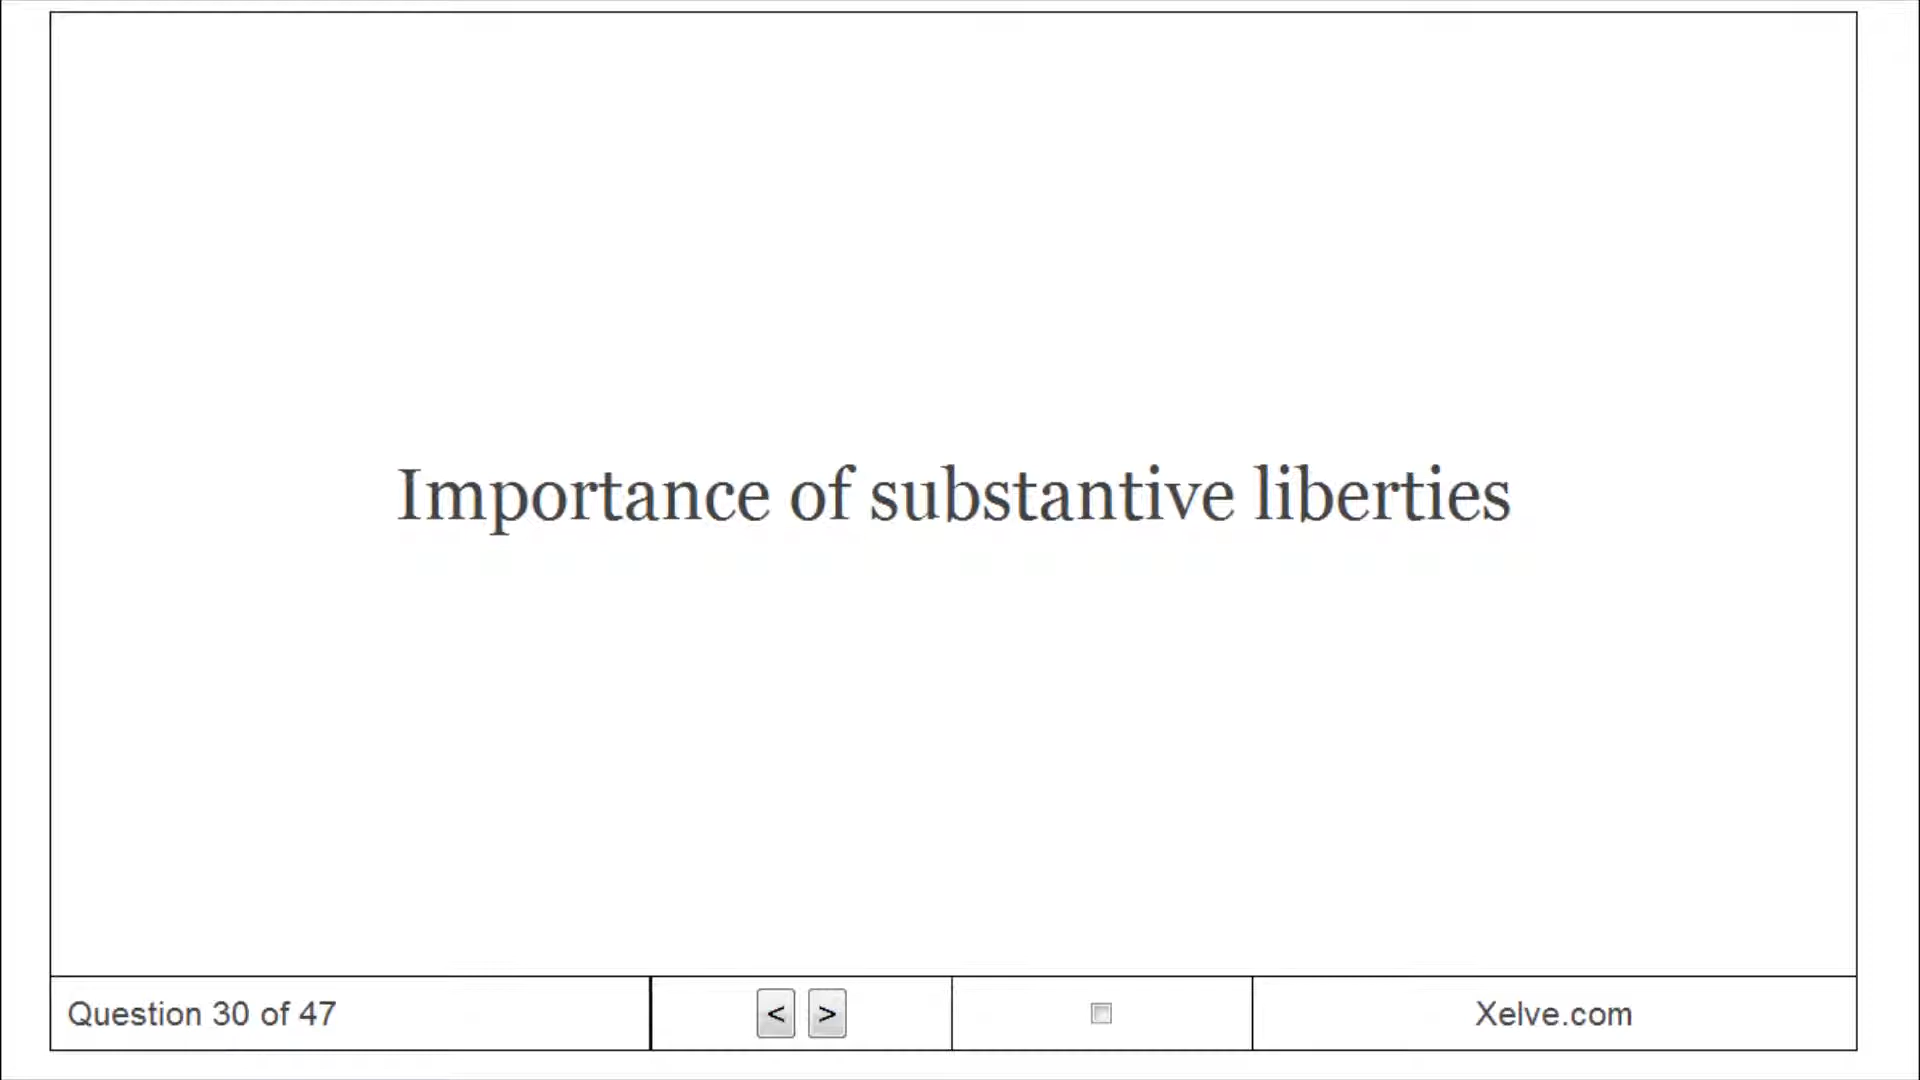 Importance of substantive liberties
Question 30 of 47
< >
Xelve.com